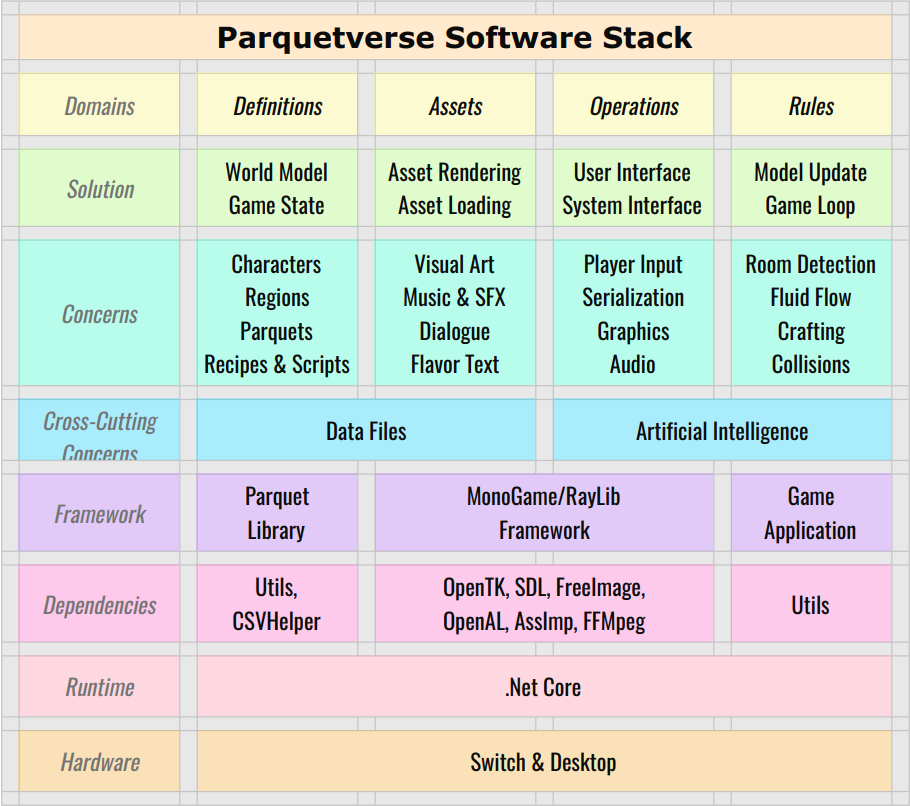 Parquetverse Software Stack
Domains
Definitions
Assets
Operations
Rules
Solution
World Model
Game State
Asset Rendering
Asset Loading
User Interface
System Interface
Model Update
Game Loop
Concerns
Characters
Regions
Parquets
Recipes & Scripts
Visual Art
Music & SFX
Dialogue
Flavor Text
Player Input
Serialization
Graphics
Audio
Room Detection
Fluid Flow
Crafting
Collisions
Cross-Cutting
Concerns
Data Files
Artificial Intelligence
Framework
Parquet
Library
MonoGame/RayLib
Framework
Game
Application
Dependencies
Utils,
CSVHelper
OpenTK, SDL, FreeImage,
OpenAL, AssImp, FFMpeg
Utils
Runtime
.Net Core
Hardware
Switch & Desktop